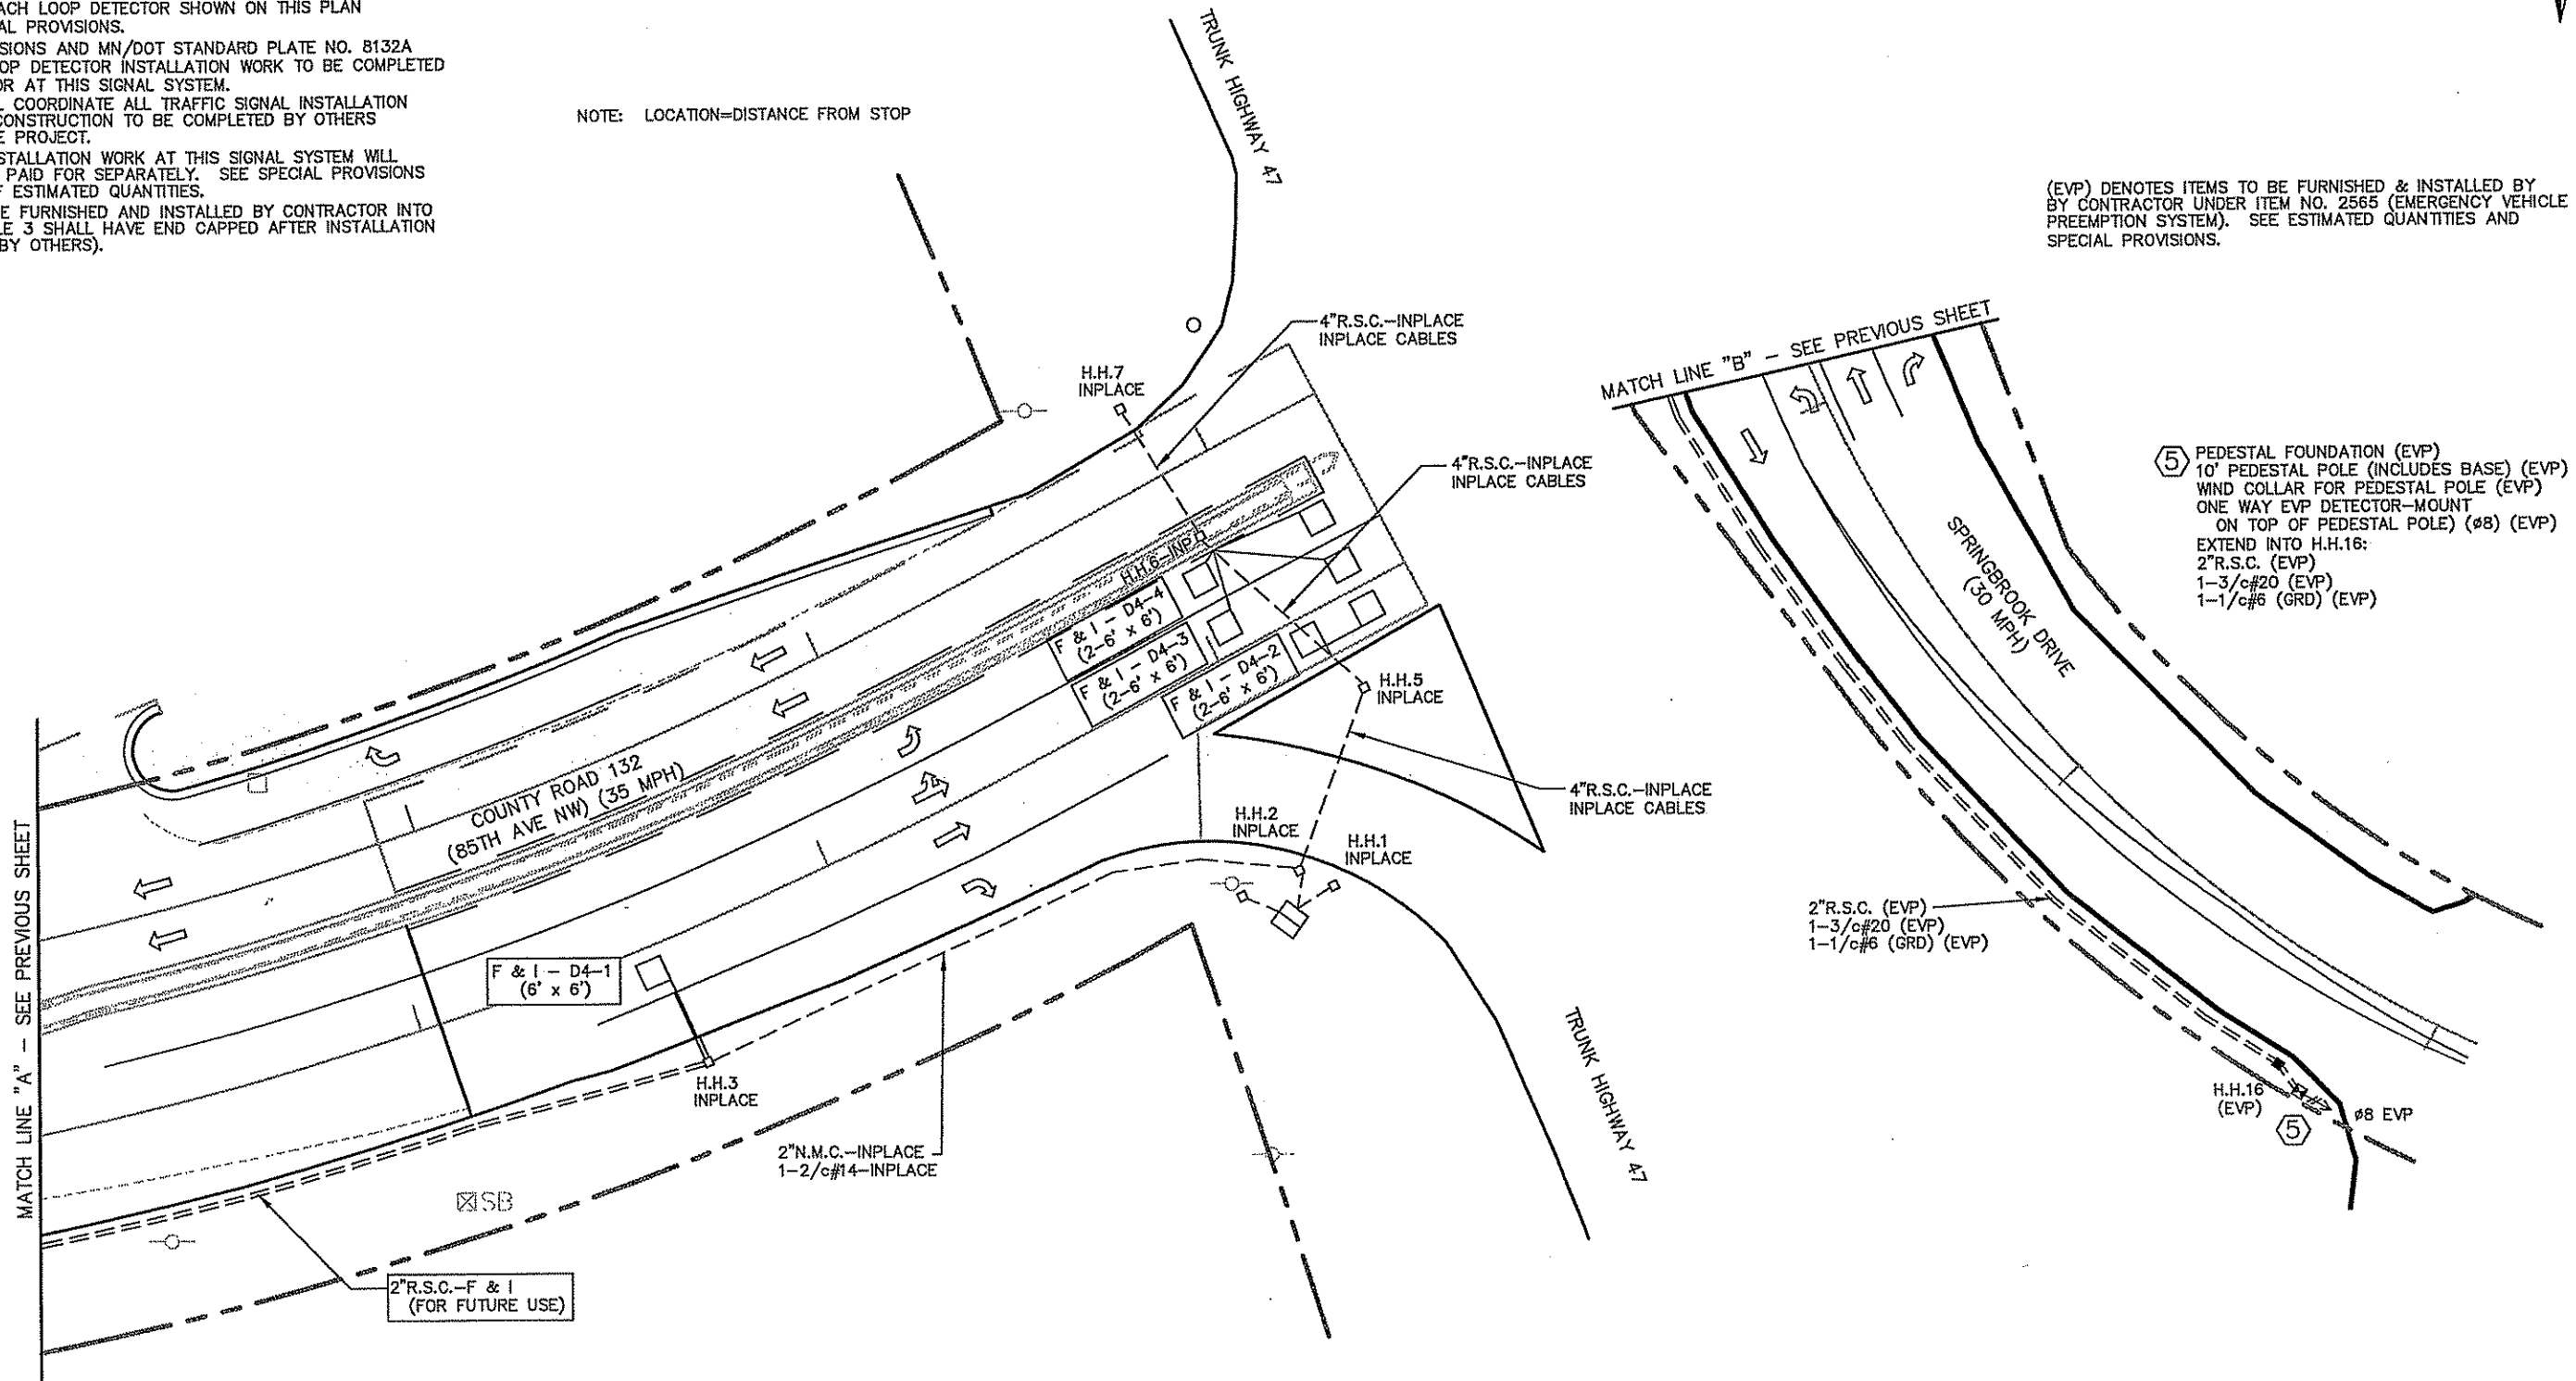 ACH LOOP DETECTOR SHOWN ON THIS PLAN
AL PROVISIONS.
SIONS AND MN/DOT STANDARD PLATE NO. 8132A
OP DETECTOR INSTALLATION WORK TO BE COMPLETED
OR AT THIS SIGNAL SYSTEM.
L COORDINATE ALL TRAFFIC SIGNAL INSTALLATION
CONSTRUCTION TO BE COMPLETED BY OTHERS
E PROJECT.
STALLATION WORK AT THIS SIGNAL SYSTEM WILL
PAID FOR SEPARATELY. SEE SPECIAL PROVISIONS
F ESTIMATED QUANTITIES.
E FURNISHED AND INSTALLED BY CONTRACTOR INTO
LE 3 SHALL HAVE END CAPPED AFTER INSTALLATION
BY OTHERS).
NOTE: LOCATION=DISTANCE FROM STOP
TRUNK HIGHWAY 47
(EVP) DENOTES ITEMS TO BE FURNISHED & INSTALLED BY
BY CONTRACTOR UNDER ITEM NO. 2565 (EMERGENCY VEHICLE
PREEMPTION SYSTEM). SEE ESTIMATED QUANTITIES AND
SPECIAL PROVISIONS.
4"R.S.C.-INPLACE
INPLACE CABLES
H.H.7
INPLACE
MATCH LINE "B" - SEE PREVIOUS SHEET
4"R.S.C.-INPLACE
INPLACE CABLES
5
PEDESTAL FOUNDATION (EVP)
10' PEDESTAL POLE (INCLUDES BASE) (EVP)
WIND COLLAR FOR PEDESTAL POLE (EVP)
ONE WAY EVP DETECTOR-MOUNT
ON TOP OF PEDESTAL POLE) (ø8) (EVP)
EXTEND INTO H.H.16:
2"R.S.C. (EVP)
1-3/c#20 (EVP)
1-1/c#6 (GRD) (EVP)
SPRINGBROOK DRIVE
(30 MPH)
H.H.6-INP
F & I - D4-4
(2-6' x 6')
F & I - D4-3
(2-6' x 6')
F & I - D4-2
(2-6' x 6')
H.H.5
INPLACE
COUNTY ROAD 132
(85TH AVE NW) (35 MPH)
4"R.S.C.-INPLACE
INPLACE CABLES
H.H.2
INPLACE
H.H.1
INPLACE
MATCH LINE "A" - SEE PREVIOUS SHEET
2"R.S.C. (EVP)
1-3/c#20 (EVP)
1-1/c#6 (GRD) (EVP)
F & I - D4-1
(6' x 6')
H.H.3
INPLACE
TRUNK HIGHWAY 47
H.H.16
(EVP)
ø8 EVP
5
2"N.M.C.-INPLACE
1-2/c#14-INPLACE
SB
2"R.S.C.-F & I
(FOR FUTURE USE)